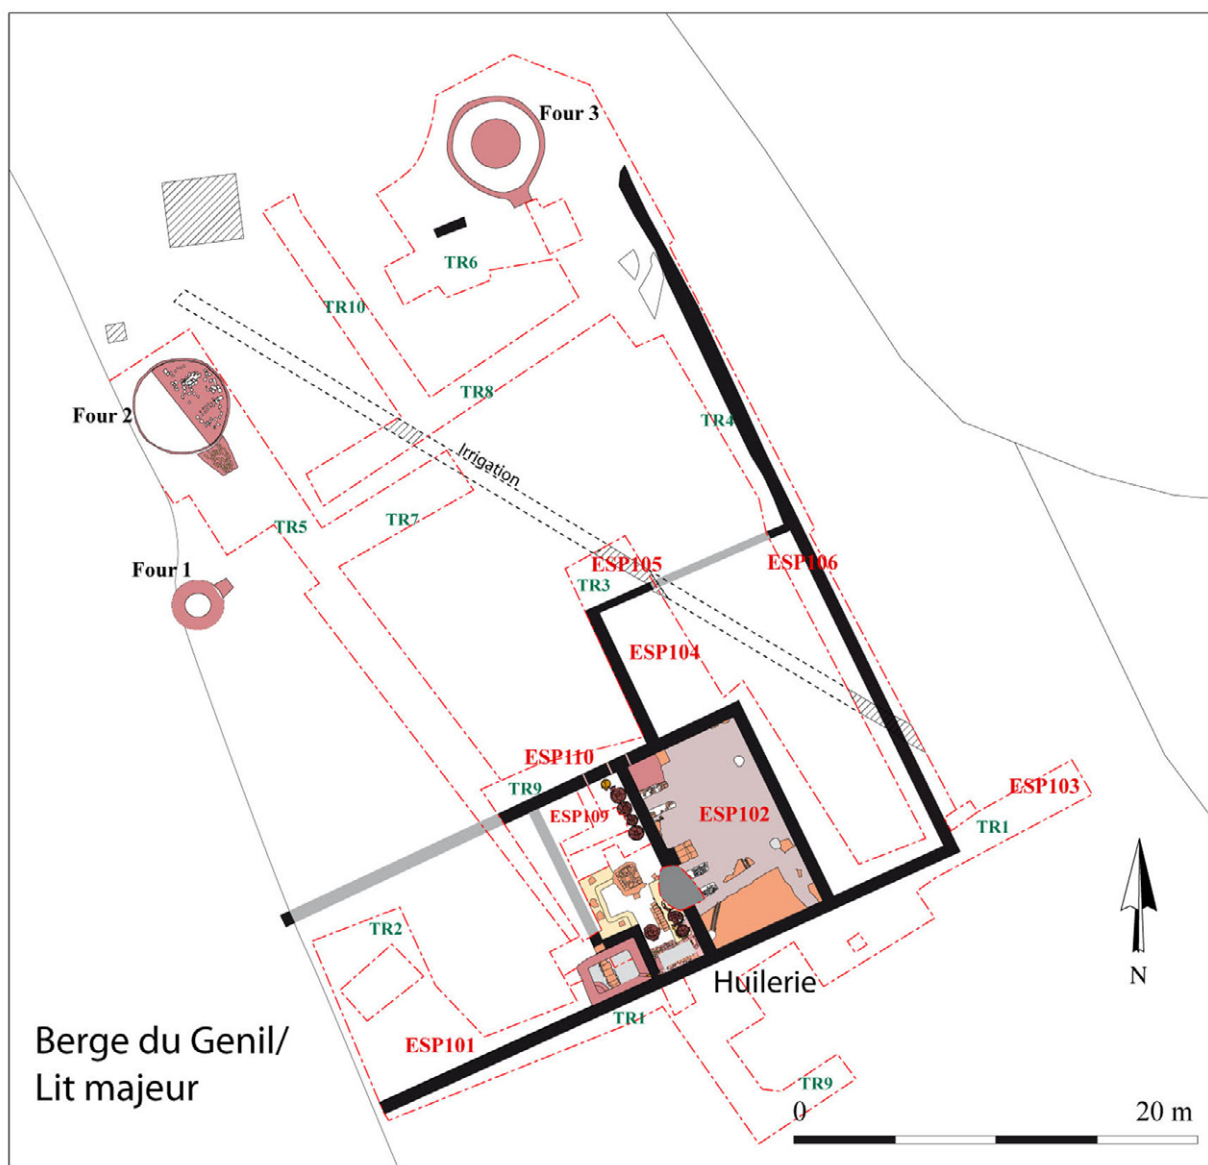 Four 3
TR6
TR10
TR8
Four 2
TR4
Irrigation
TR7
TR5
Four 1
ESP105
ESP106
TR3
ESP104
ESP110
TR9
ESP109
ESP102
ESP103
TR1
TR2
N
Huilerie
TR1
ESP101
Berge du Genil/
Lit majeur
TR9
0 20 m